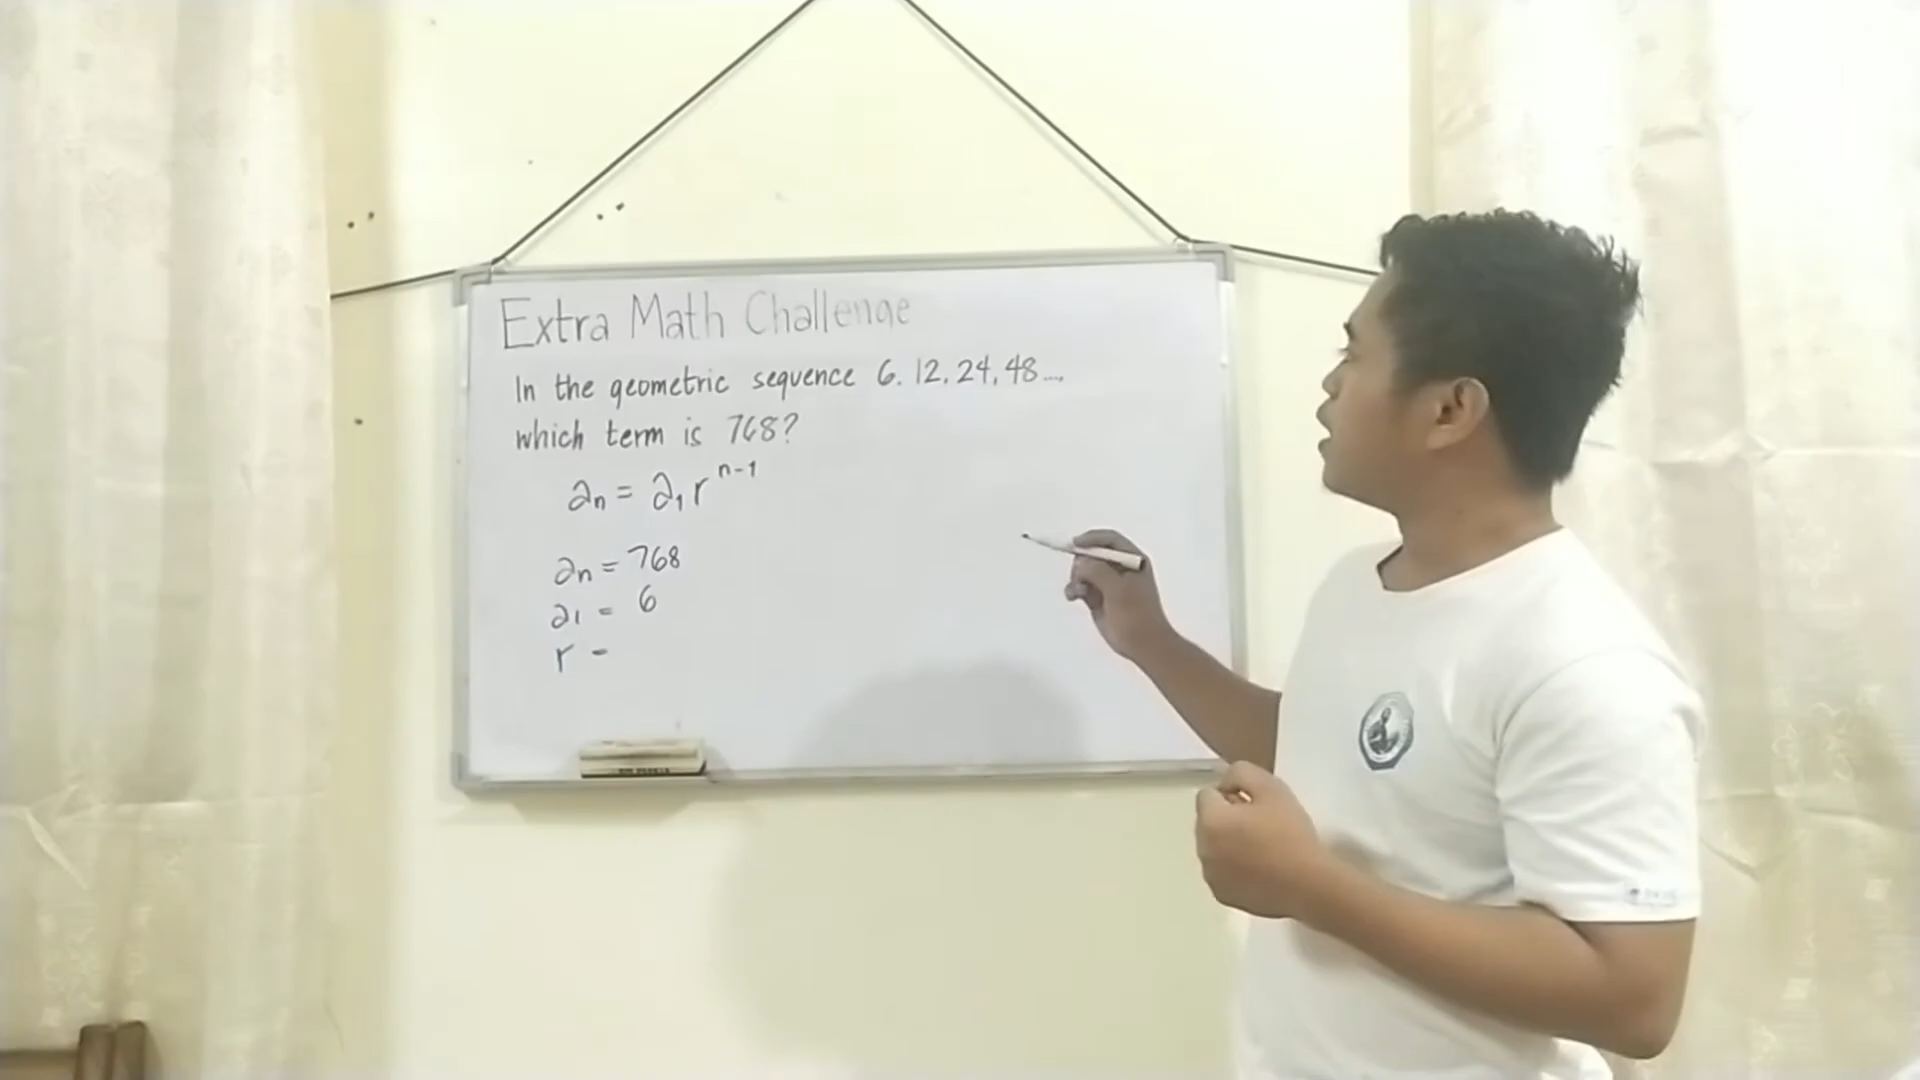 Extra Math Challenge
In the geometric sequence 6, 12, 24, 48....,
which term is 768?
an = a1 r^n-1
an = 768
a1 = 6
r =